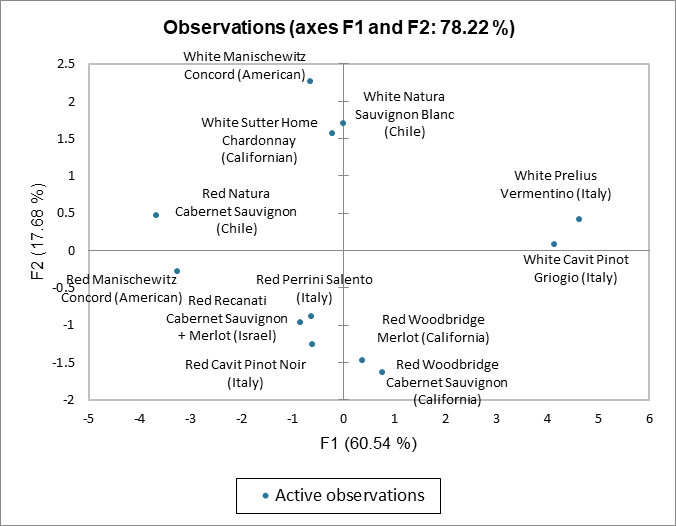 Observations (axes F1 and F2: 78.22 %)
White Manischewitz
Concord (American)
White Natura
Sauvignon Blanc
(Chile)
White Sutter Home
Chardonnay
(Californian)
White Prelius
Vermentino (Italy)
Red Natura
Cabernet Sauvignon
(Chile)
White Cavit Pinot
Griogio (Italy)
Red Manischewitz
Concord (American)
Red Perrini Salento
(Italy)
Red Recanati
Cabernet Sauvignon
+ Merlot (Israel)
Red Woodbridge
Merlot (California)
Red Cavit Pinot Noir
(Italy)
Red Woodbridge
Cabernet Sauvignon
(California)
2.5
2
1.5
1
0.5
0
-0.5
-1
-1.5
-2
F2 (17.68 %)
-5 -4 -3 -2 -1 0 1 2 3 4 5 6
F1 (60.54 %)
Active observations